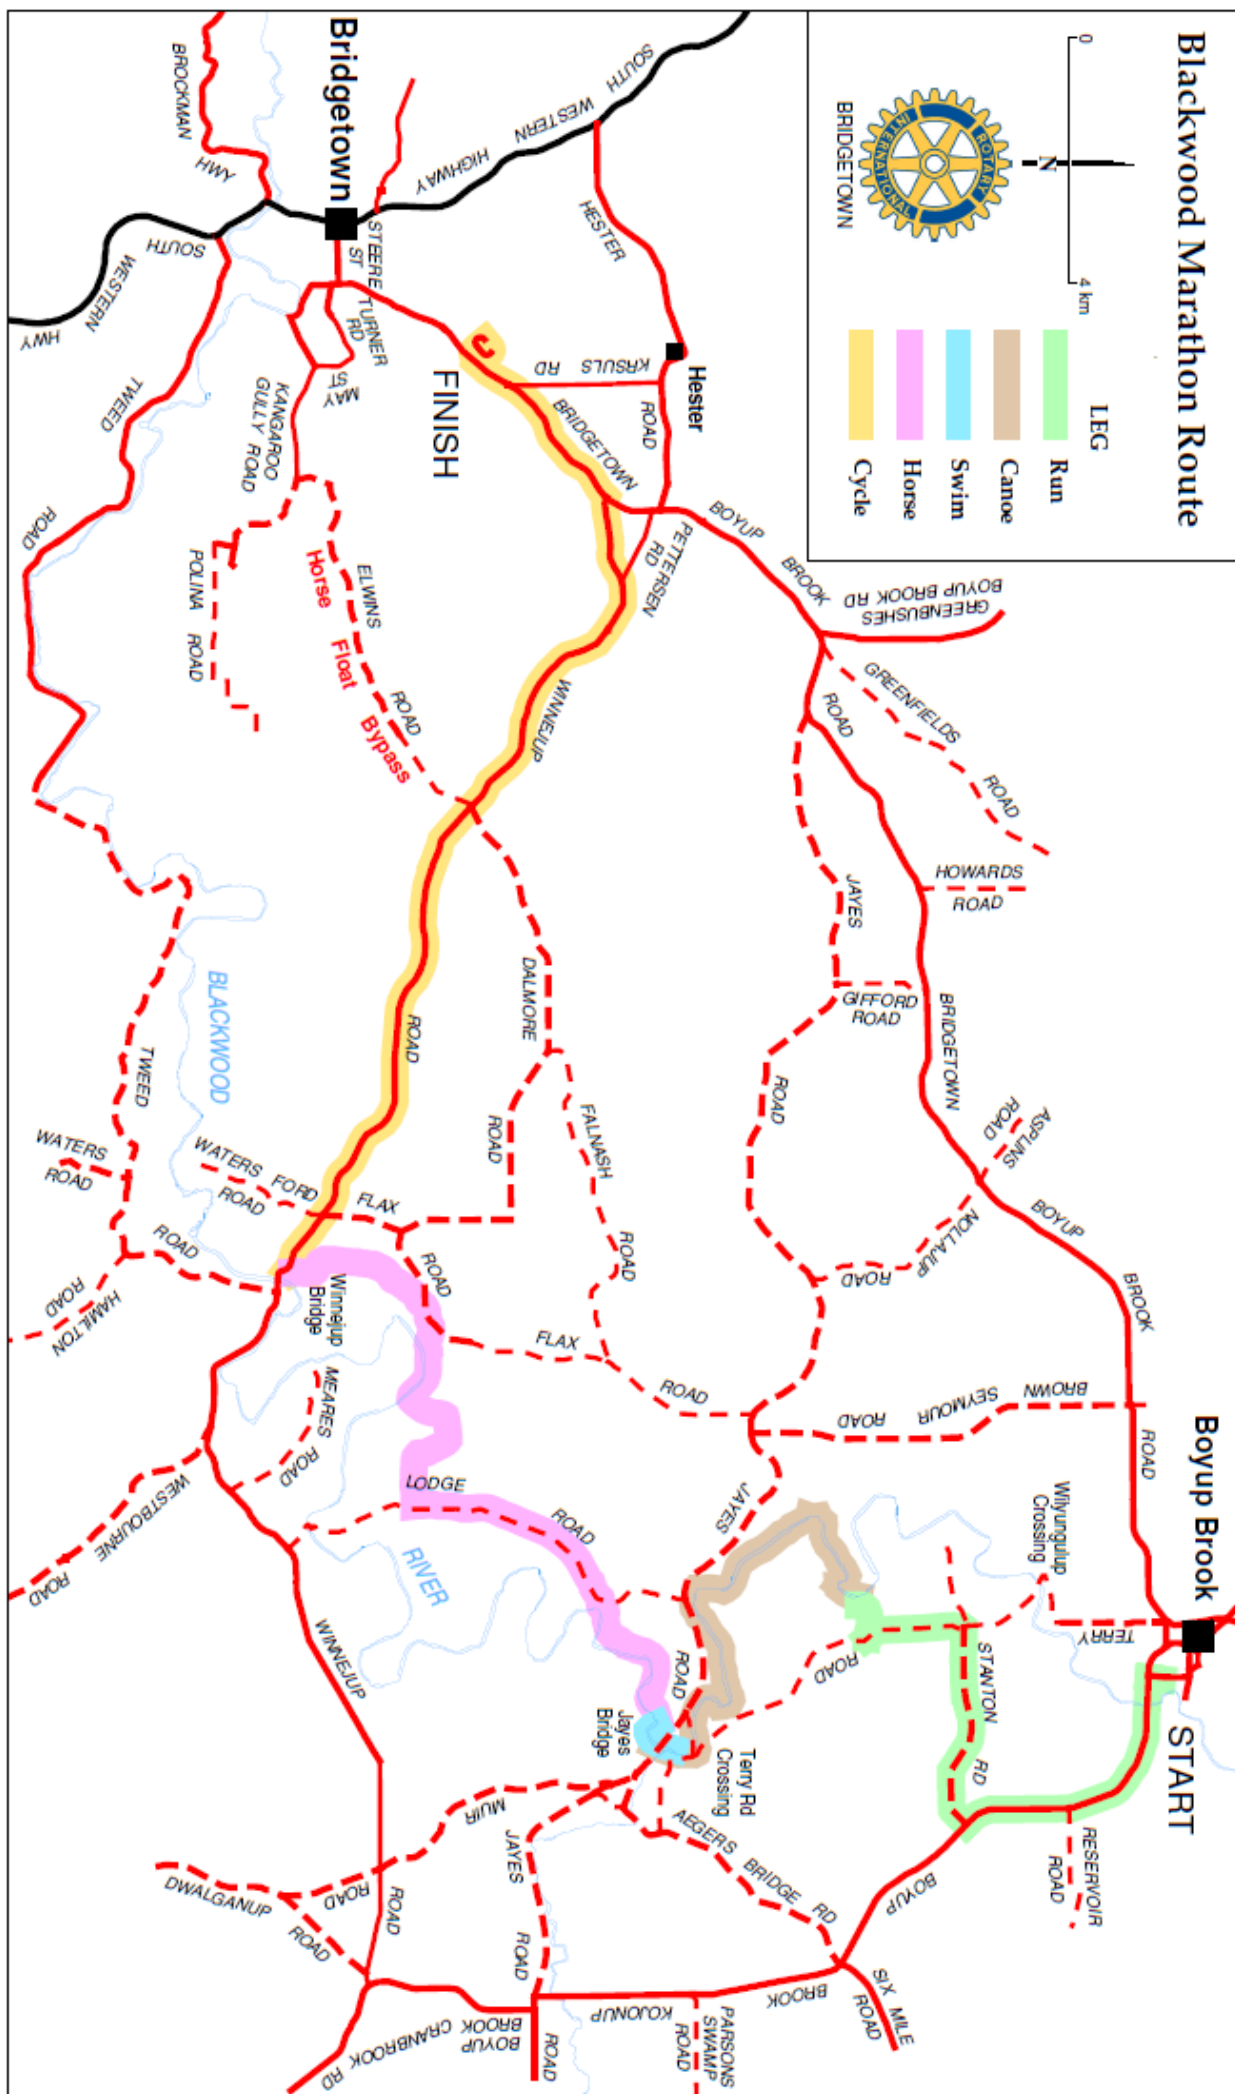 Blackwood Marathon Route
0
4 km
N
ROTARY
INTERNATIONAL
BRIDGETOWN
LEG
Run
Canoe
Swim
Horse
Cycle
Boyup Brook
START
Wilyungulup
Crossing
TERRY
ROAD
STANTON
RD
RESERVOIR
ROAD
BOYUP
BROOK
KOJONUP
ROAD
SIX MILE
ROAD
PARSONS
SWAMP
ROAD
AEGERS
BRIDGE RD
Terry Rd
Crossing
Jayes
Bridge
JAYES
ROAD
JAYES
ROAD
MUIR
ROAD
DWALGANUP
ROAD
BOYUP
BROOK CRANBROOK RD
GREENBUSHES
BOYUP BROOK RD
GREENFIELDS
ROAD
HOWARDS
ROAD
BOYUP
BROOK
ROAD
BRIDGETOWN
BOYUP
BROOK
ROAD
ASPLINS
ROAD
NOLLAJUP
ROAD
BROWN
SEYMOUR
ROAD
JAYES
GIFFORD
ROAD
ROAD
SOUTH
WESTERN
HIGHWAY
HESTER
ROAD
Hester
KRSULS
RD
PETTERSEN
RD
BRIDGETOWN
FINISH
Bridgetown
STEERE
ST
TURNER
RD
MAY
ST
KANGAROO
GULLY ROAD
ELWINS
ROAD
Horse Float Bypass
POLINA
ROAD
BROCKMAN
HWY
SOUTH
WESTERN
HWY
TWEED
ROAD
WINNEJUP
ROAD
DALMORE
ROAD
FALNASH
ROAD
FLAX
ROAD
FLAX
ROAD
LODGE
ROAD
BLACKWOOD
RIVER
TWEED
ROAD
WATERS
ROAD
WATERS FORD
ROAD
HAMILTON
ROAD
Winnejup
Bridge
MEARES
ROAD
WESTBOURNE
ROAD
WINNEJUP
ROAD